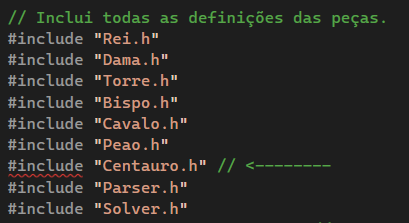 // Inclui todas as definições das peças.
#include "Rei.h"
#include "Dama.h"
#include "Torre.h"
#include "Bispo.h"
#include "Cavalo.h"
#include "Peao.h"
#include "Centauro.h" // <--------
#include "Parser.h"
#include "Solver.h"